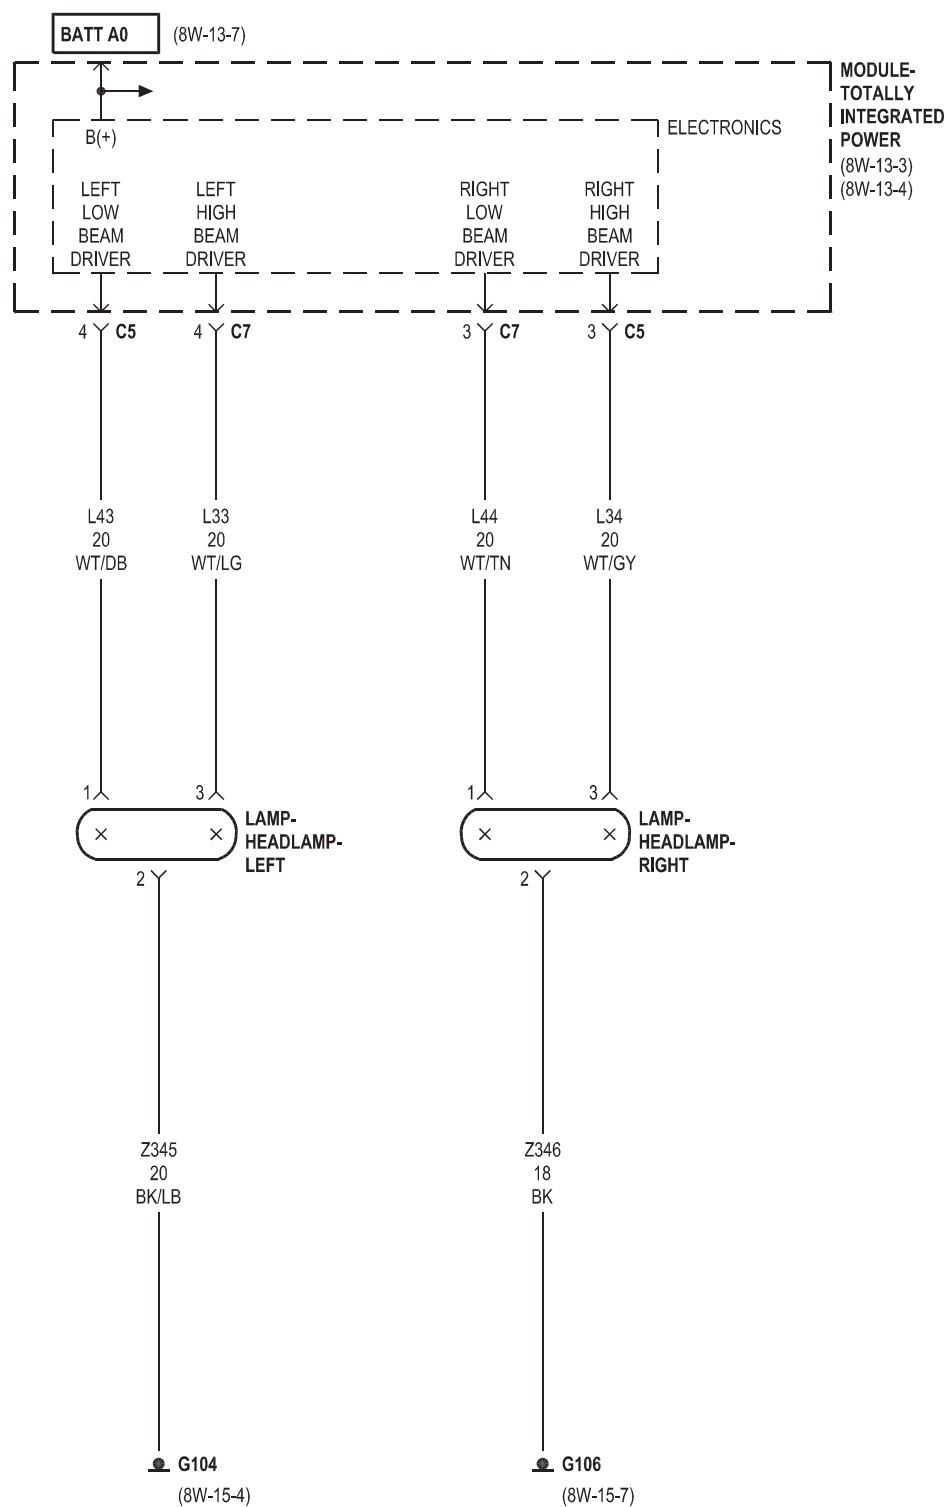 BATT A0 (8W-13-7)
MODULE-
TOTALLY
INTEGRATED
POWER
(8W-13-3)
(8W-13-4)
ELECTRONICS
B(+)
LEFT
LOW
BEAM
DRIVER
LEFT
HIGH
BEAM
DRIVER
RIGHT
LOW
BEAM
DRIVER
RIGHT
HIGH
BEAM
DRIVER
4 C5
4 C7
3 C7
3 C5
L43
20
WT/DB
L33
20
WT/LG
L44
20
WT/TN
L34
20
WT/GY
1
3
LAMP-
HEADLAMP-
LEFT
2
1
3
LAMP-
HEADLAMP-
RIGHT
2
Z345
20
BK/LB
Z346
18
BK
G104
(8W-15-4)
G106
(8W-15-7)